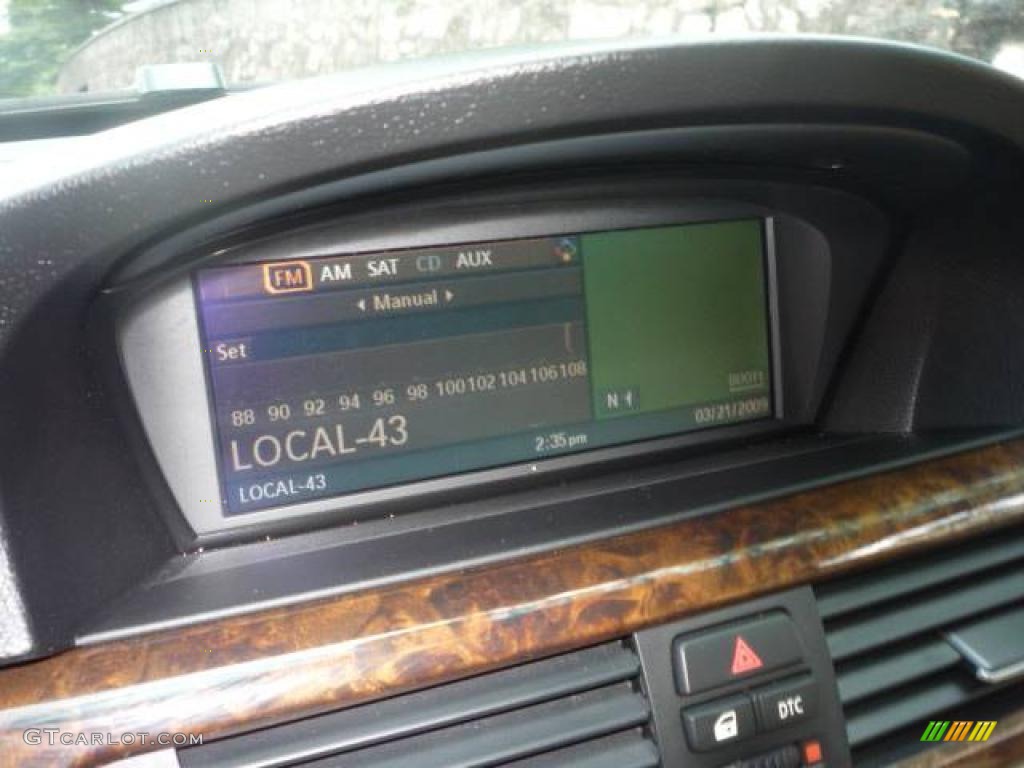 FM AM SAT CD AUX
Manual
Set
88 90 92 94 96 98 100 102 104 106 108
LOCAL-43
N
03/21/2009
2:35 pm
LOCAL-43
DTC
GTCARLOT.COM